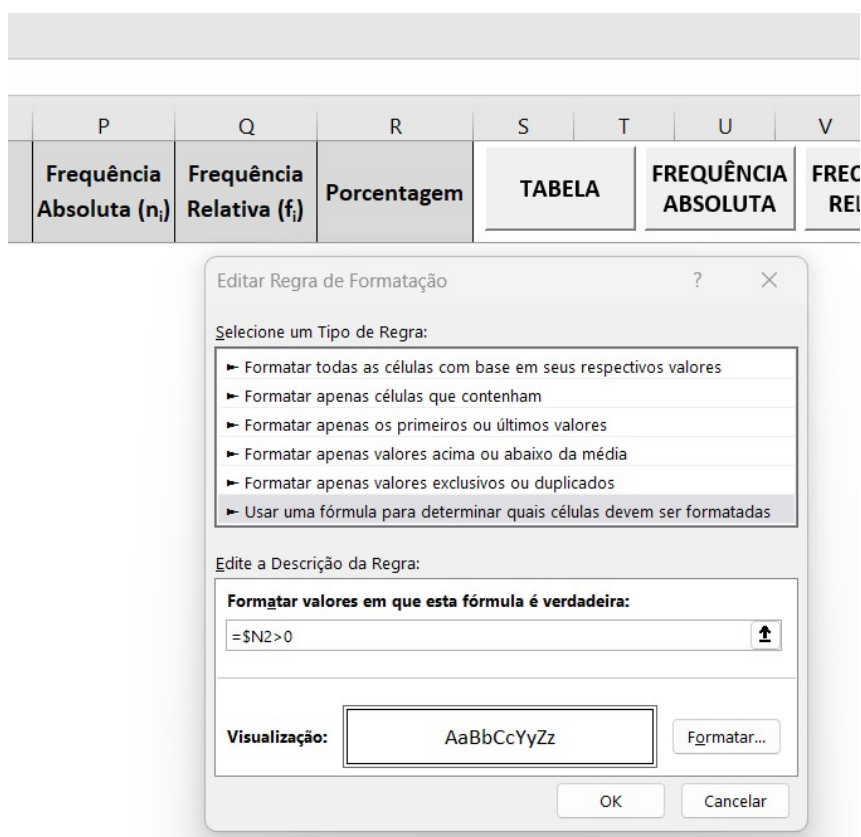 P Q R S T U V
Frequência Frequência Porcentagem TABELA FREQUÊNCIA FREC
Absoluta (nᵢ) Relativa (fᵢ) ABSOLUTA REL
Editar Regra de Formatação ? ×
Selecione um Tipo de Regra:
► Formatar todas as células com base em seus respectivos valores
► Formatar apenas células que contenham
► Formatar apenas os primeiros ou últimos valores
► Formatar apenas valores acima ou abaixo da média
► Formatar apenas valores exclusivos ou duplicados
► Usar uma fórmula para determinar quais células devem ser formatadas
Edite a Descrição da Regra:
Formatar valores em que esta fórmula é verdadeira:
=$N2>0
Visualização: AaBbCcYyZz Formatar...
OK Cancelar